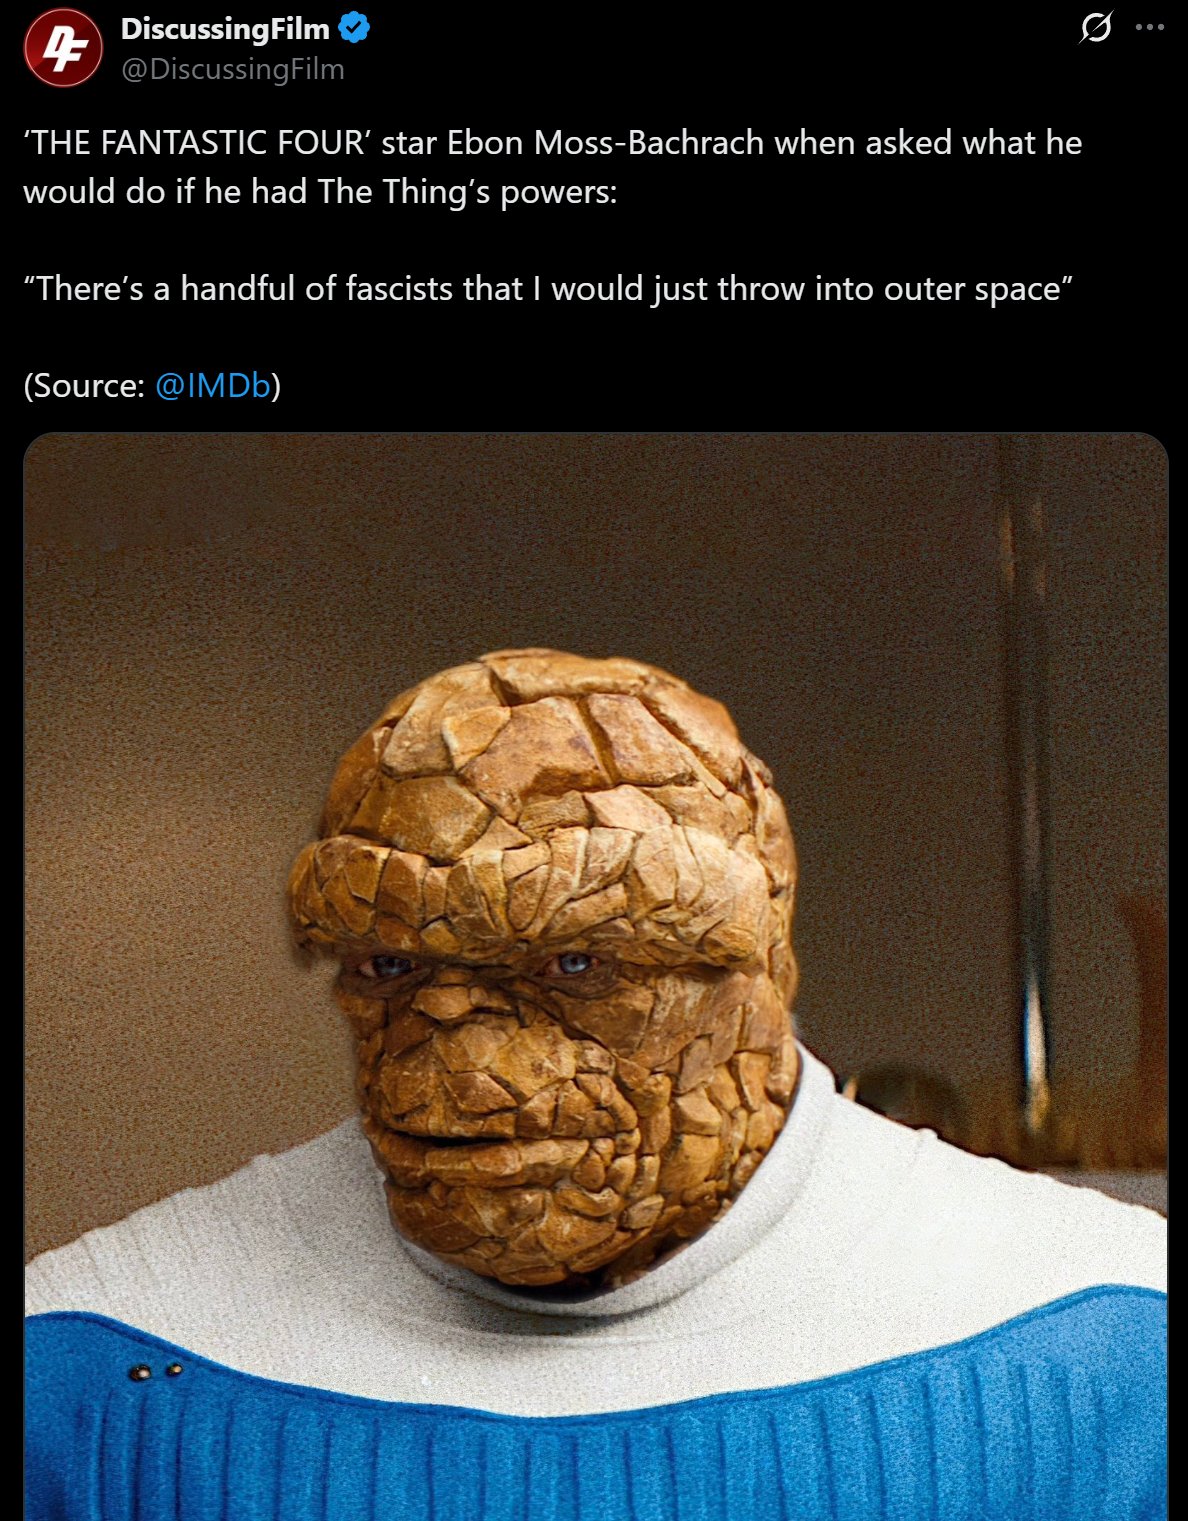 DF
DiscussingFilm
@DiscussingFilm
‘THE FANTASTIC FOUR’ star Ebon Moss-Bachrach when asked what he
would do if he had The Thing’s powers:
“There’s a handful of fascists that I would just throw into outer space”
(Source: @IMDb)